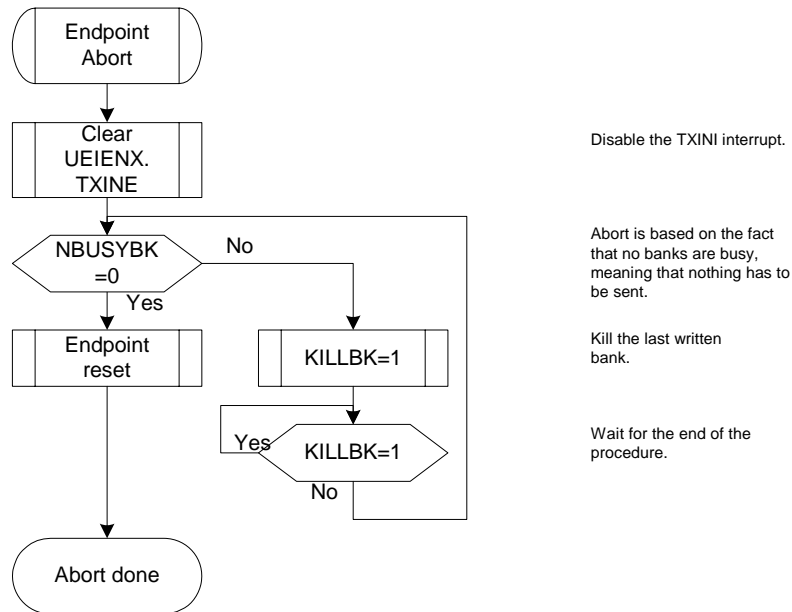 Endpoint
Abort
Clear
UEIENX.
TXINE
Disable the TXINI interrupt.
NBUSYBK
=0
No
Yes
Abort is based on the fact
that no banks are busy,
meaning that nothing has to
be sent.
Endpoint
reset
KILLBK=1
Kill the last written
bank.
Yes
KILLBK=1
No
Wait for the end of the
procedure.
Abort done